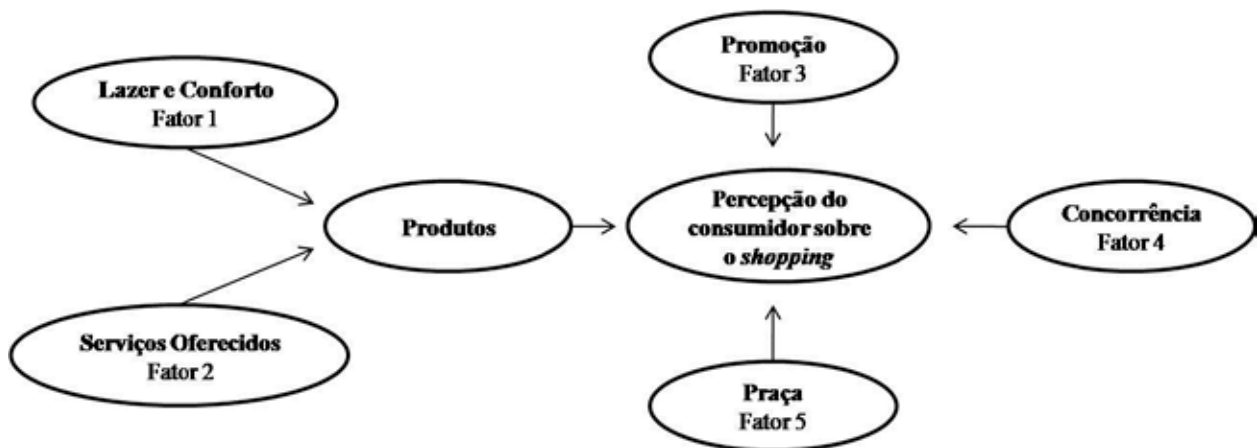 Promoção
Fator 3
Lazer e Conforto
Fator 1
Produtos
Percepção do
consumidor sobre
o shopping
Concorrência
Fator 4
Serviços Oferecidos
Fator 2
Praça
Fator 5